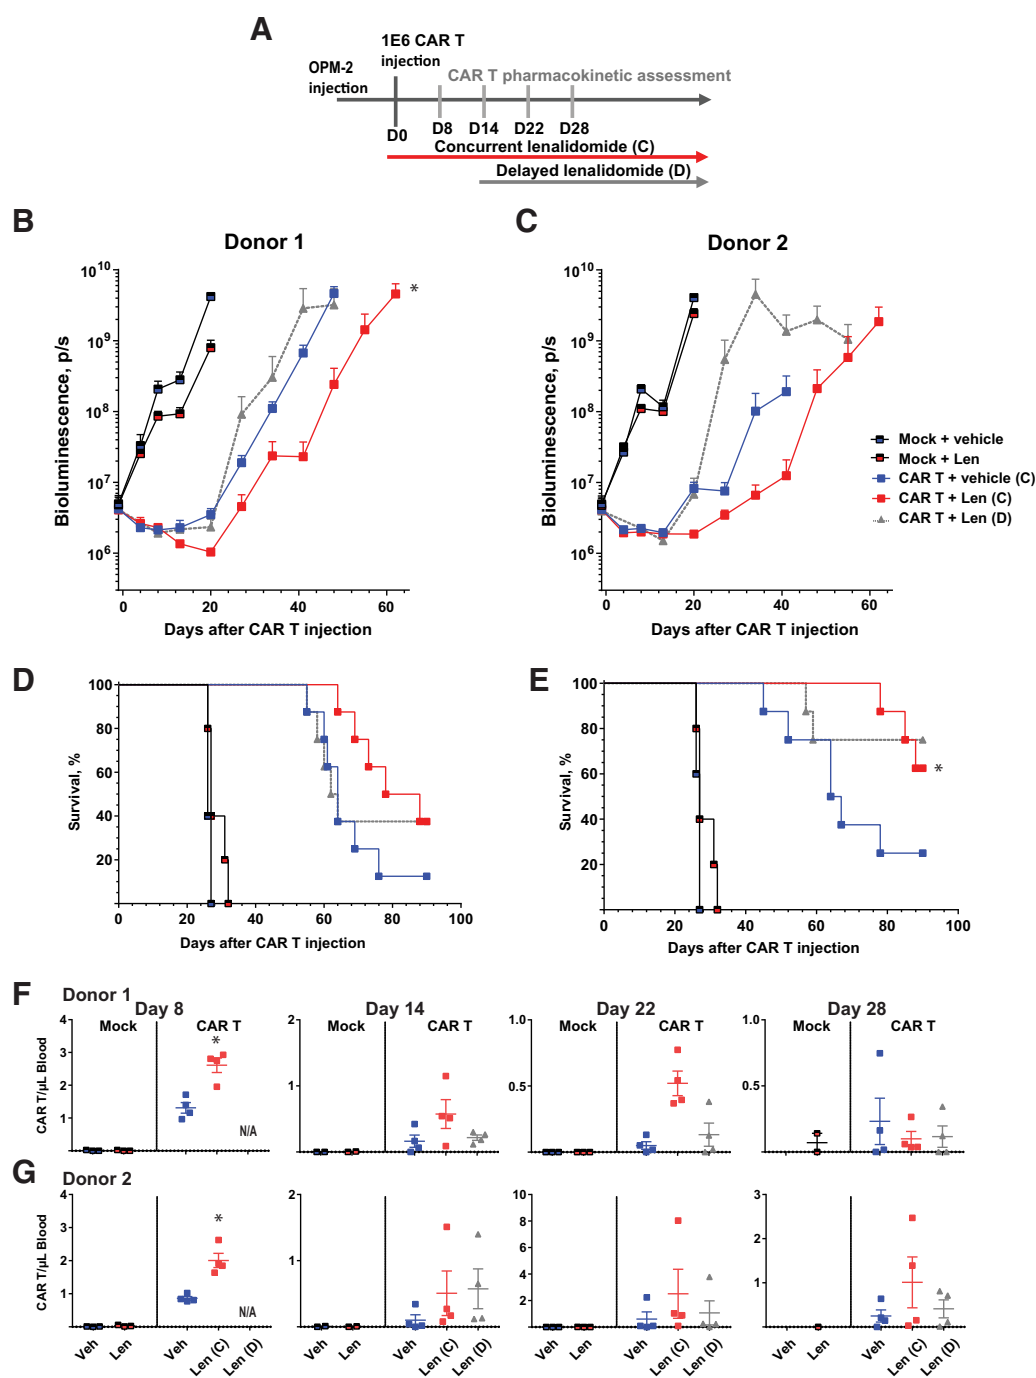 A
1E6 CAR T
injection
OPM-2
injection
CAR T pharmacokinetic assessment
D0 D8 D14 D22 D28
Concurrent lenalidomide (C)
Delayed lenalidomide (D)
B
Donor 1
Bioluminescence, p/s
10^10
10^9
10^8
10^7
10^6
*
0 20 40 60
Days after CAR T injection
C
Donor 2
Bioluminescence, p/s
10^10
10^9
10^8
10^7
10^6
0 20 40 60
Days after CAR T injection
Mock + vehicle
Mock + Len
CAR T + vehicle (C)
CAR T + Len (C)
CAR T + Len (D)
D
Survival, %
100
80
60
40
20
0 20 40 60 80 100
Days after CAR T injection
E
Survival, %
100
80
60
40
20
*
0 20 40 60 80 100
Days after CAR T injection
F
Donor 1
Day 8 Day 14 Day 22 Day 28
CAR T/µL Blood
4
3
2
1
Mock CAR T
*
N/A
2
1
0
Mock CAR T
1.0
0.5
0
Mock CAR T
1.0
0.5
0
Mock CAR T
G
Donor 2
CAR T/µL Blood
4
3
2
1
0
*
N/A
2
1
0
10
8
6
4
2
3
1
0
Veh Len Veh Len (C) Len (D)
Veh Len Veh Len (C) Len (D)
Veh Len Veh Len (C) Len (D)
Veh Len Veh Len (C) Len (D)